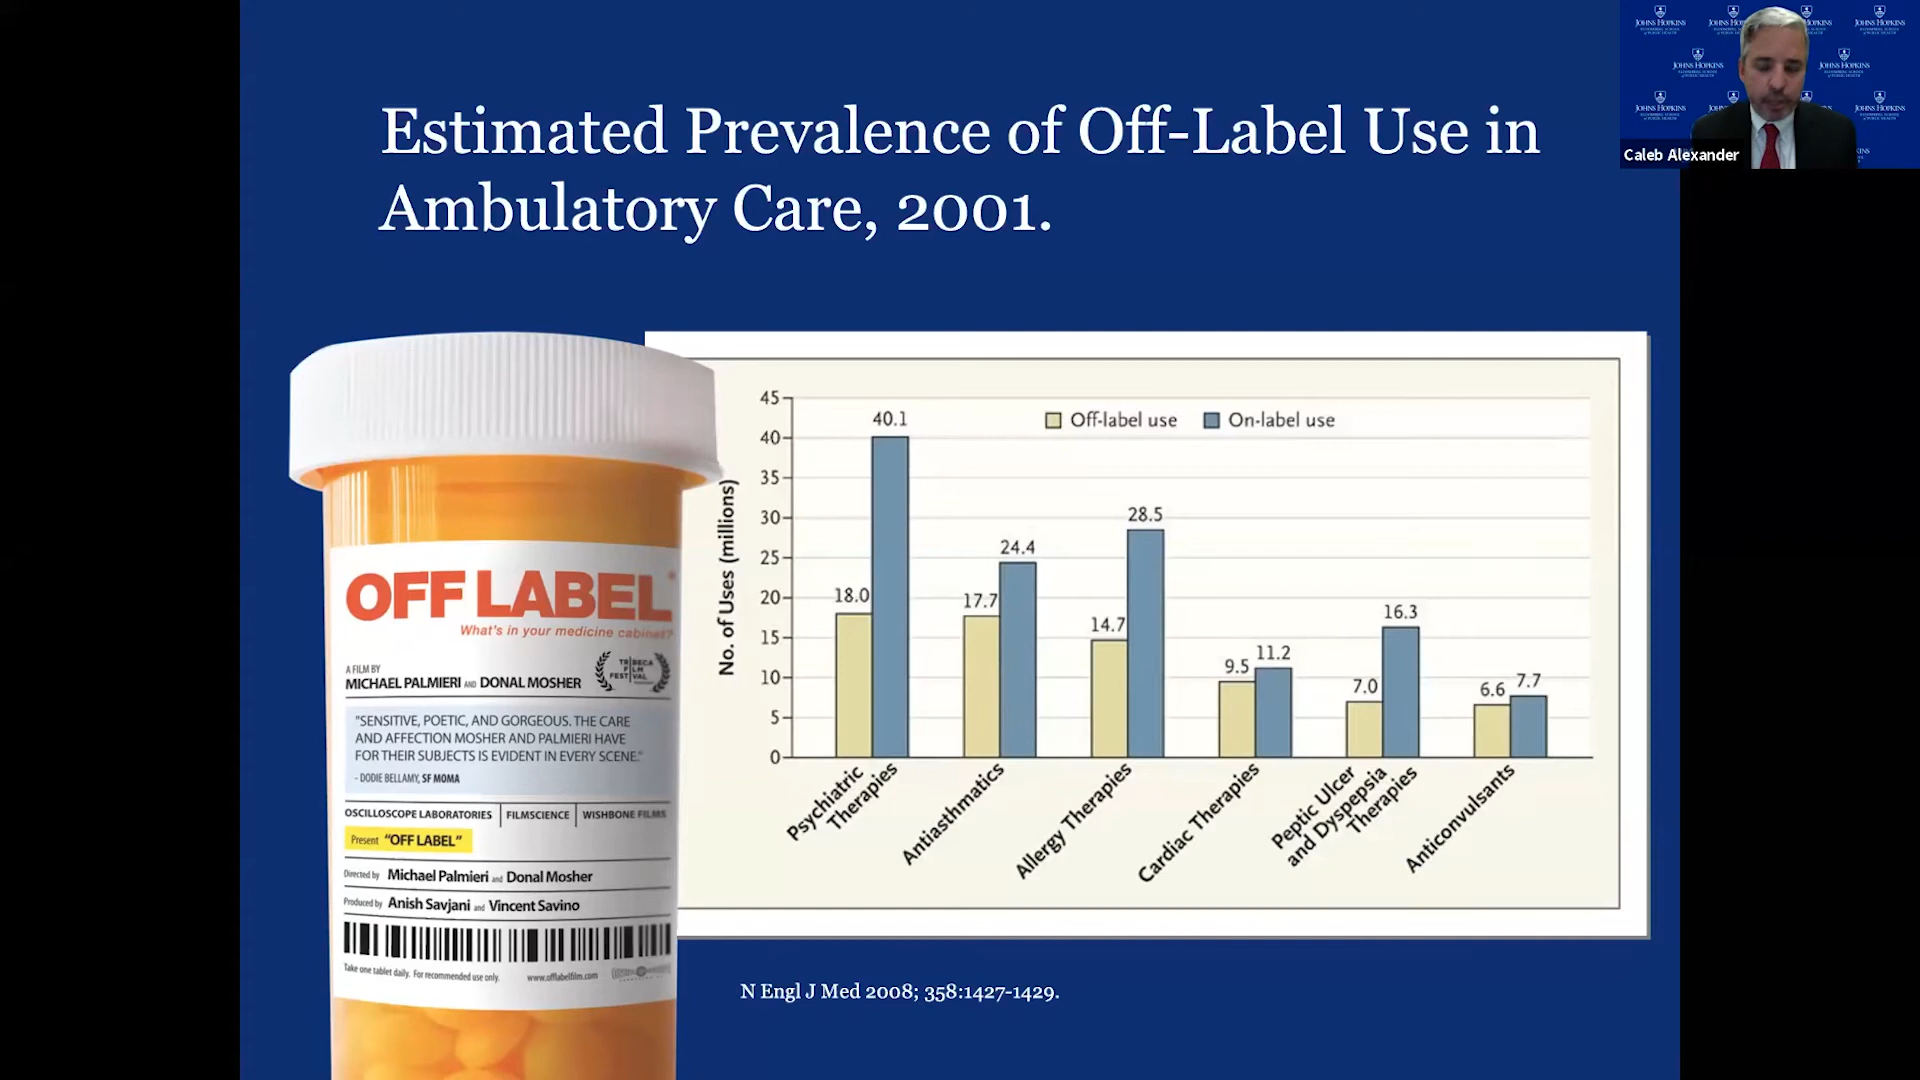 Estimated Prevalence of Off-Label Use in
Ambulatory Care, 2001.
JOHNS HOPKINS
Caleb Alexander
OFF LABEL
What's in your medicine cabinet?
A FILM BY
MICHAEL PALMIERI AND DONAL MOSHER
TRIBECA
FILM
FESTIVAL
"SENSITIVE, POETIC, AND GORGEOUS. THE CARE
AND AFFECTION MOSHER AND PALMIERI HAVE
FOR THEIR SUBJECTS IS EVIDENT IN EVERY SCENE."
- DODIE BELLAMY, SF MOMA
OSCILLOSCOPE LABORATORIES FILMSCIENCE WISHBONE FILMS
Present "OFF LABEL"
Directed by Michael Palmieri and Donal Mosher
Produced by Anish Savjani and Vincent Savino
Take one tablet daily. For recommended use only. www.offlabelfilm.com
No. of Uses (millions)
45
40
35
30
25
20
15
10
5
0
Off-label use On-label use
18.0 40.1
17.7 24.4
14.7 28.5
9.5 11.2
7.0 16.3
6.6 7.7
Psychiatric
Therapies
Antiasthmatics
Allergy Therapies
Cardiac Therapies
Peptic Ulcer
and Dyspepsia
Therapies
Anticonvulsants
N Engl J Med 2008; 358:1427-1429.